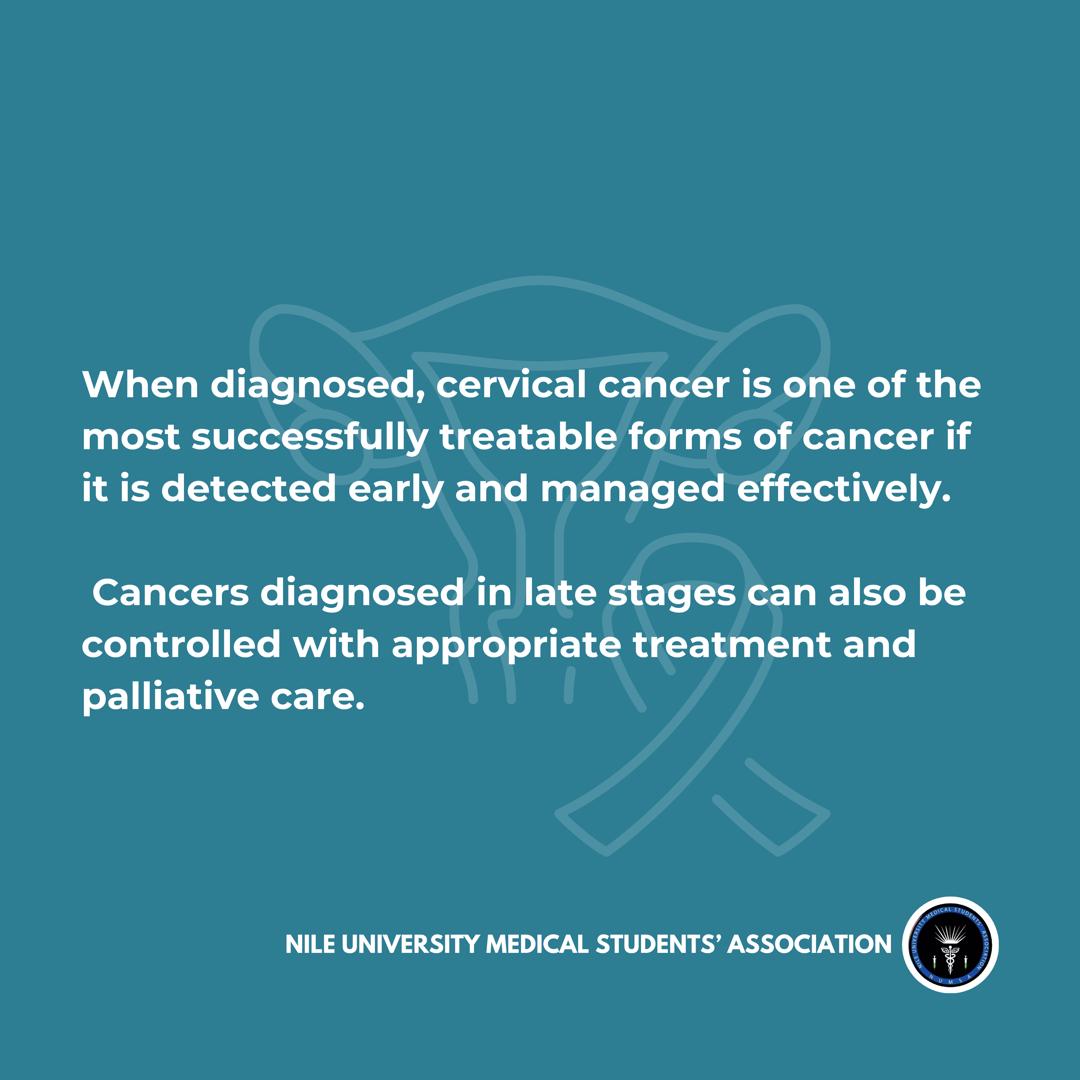 When diagnosed, cervical cancer is one of the
most successfully treatable forms of cancer if
it is detected early and managed effectively.
Cancers diagnosed in late stages can also be
controlled with appropriate treatment and
palliative care.
NILE UNIVERSITY MEDICAL STUDENTS’ ASSOCIATION
NILE UNIVERSITY MEDICAL STUDENTS' ASSOCIATION
N U M S A